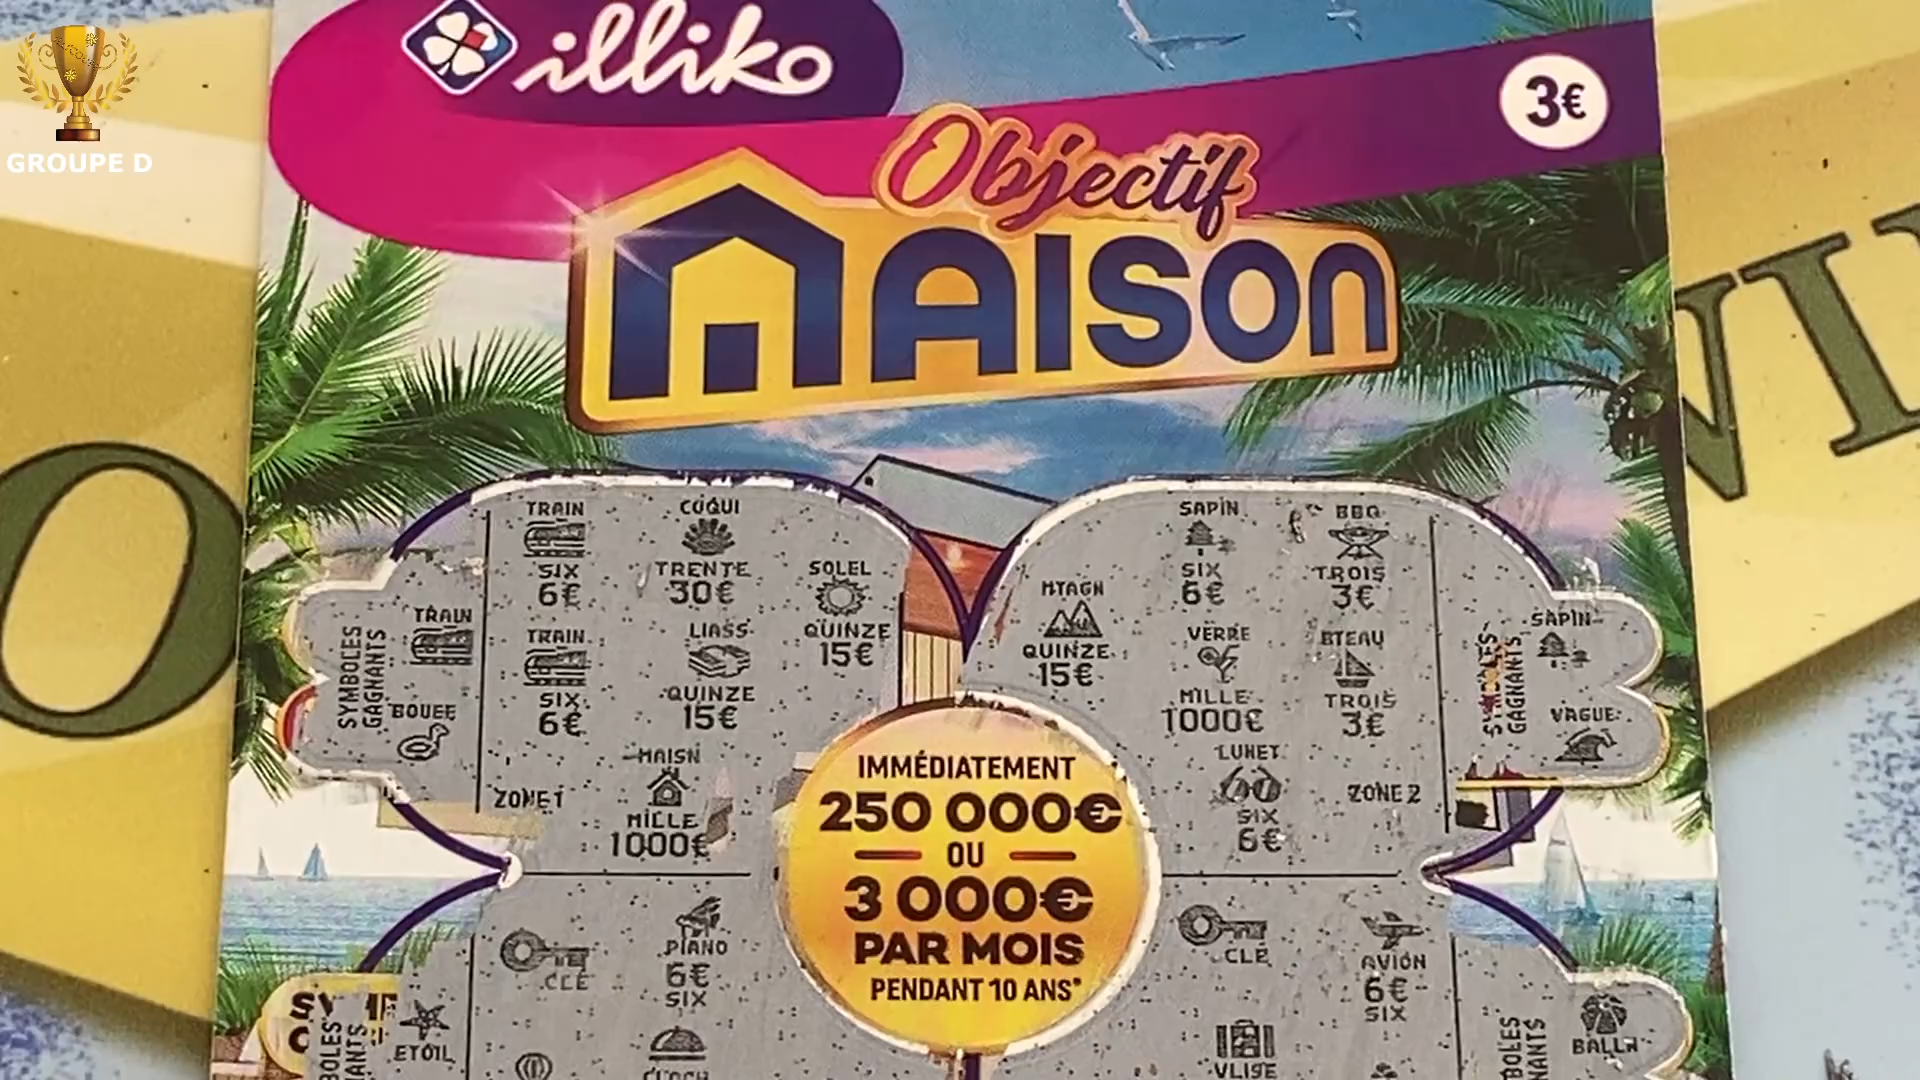 GROUPE D
illiko
3€
Objectif
MAISON
TRAIN
SIX
6€
TRAIN
SIX
6€
COQUI
TRENTE
30€
LIASS
QUINZE
15€
SOLEL
QUINZE
15€
MAISN
MILLE
1000€
ZONE 1
SYMBOLES
GAGNANTS
TRAIN
BOUEE
MTAGN
QUINZE
15€
SAPIN
SIX
6€
VERRE
MILLE
1000€
LUNET
SIX
6€
BBQ
TROIS
3€
BTEAU
TROIS
3€
ZONE 2
GAGNANTS
SAPIN
VAGUE
IMMÉDIATEMENT
250 000€
OU
3 000€
PAR MOIS
PENDANT 10 ANS*
CLE
PIANO
6€
SIX
ETOIL
CLOCH
CLE
AVION
6€
SIX
VLISE
BALLN